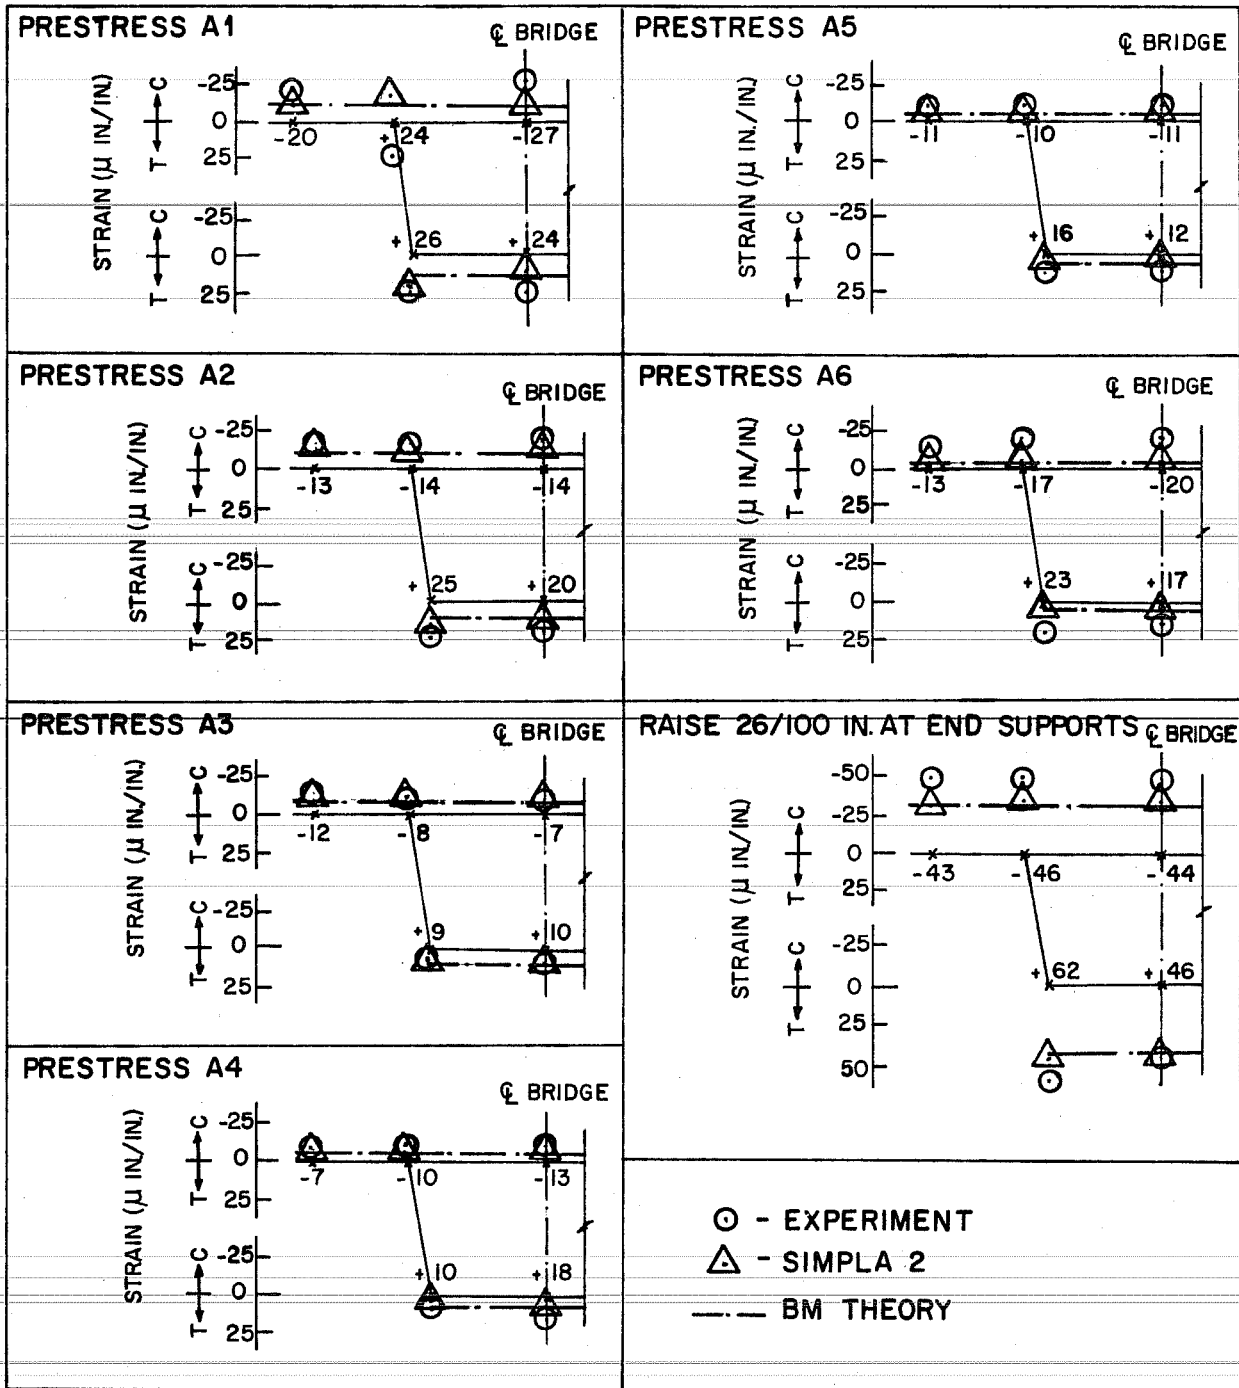 PRESTRESS A1
℄ BRIDGE
STRAIN (μ IN./IN.)
T C
-25
0
25
-20 +24 -27
-25
0
25
T C
+26 +24
PRESTRESS A2
℄ BRIDGE
STRAIN (μ IN./IN.)
T C
-25
0
25
-13 -14 -14
-25
0
25
T C
+25 +20
PRESTRESS A3
℄ BRIDGE
STRAIN (μ IN./IN.)
T C
-25
0
25
-12 -8 -7
-25
0
25
T C
+9 +10
PRESTRESS A4
℄ BRIDGE
STRAIN (μ IN./IN.)
T C
-25
0
25
-7 -10 -13
-25
0
25
T C
+10 +18
PRESTRESS A5
℄ BRIDGE
STRAIN (μ IN./IN.)
T C
-25
0
25
-11 -10 -11
-25
0
25
T C
+16 +12
PRESTRESS A6
℄ BRIDGE
STRAIN (μ IN./IN.)
T C
-25
0
25
-13 -17 -20
-25
0
25
T C
+23 +17
RAISE 26/100 IN. AT END SUPPORTS
℄ BRIDGE
STRAIN (μ IN/IN)
T C
-50
-25
0
25
-43 -46 -44
-25
0
25
50
T C
+62 +46
- EXPERIMENT
- SIMPLA 2
BM THEORY